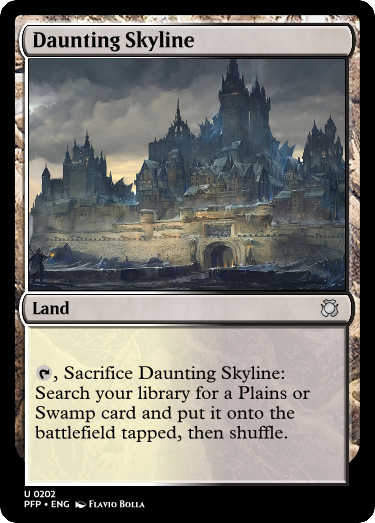 Daunting Skyline
Land
, Sacrifice Daunting Skyline:
Search your library for a Plains or
Swamp card and put it onto the
battlefield tapped, then shuffle.
U 0202
PFP • ENG Flavio Bolla